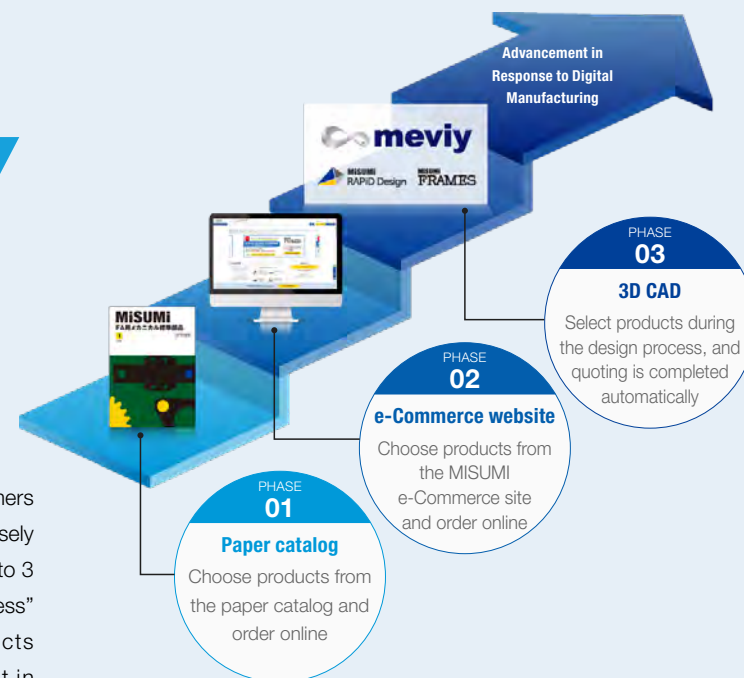 Advancement in
Response to Digital
Manufacturing
meviy
MiSUMi
RAPiD Design
MiSUMi
FRAMES
MiSUMi
PHASE
03
3D CAD
Select products during
the design process, and
quoting is completed
automatically
PHASE
02
e-Commerce website
Choose products from
the MISUMI
e-Commerce site
and order online
PHASE
01
Paper catalog
Choose products from
the paper catalog and
order online
to 3
ess”